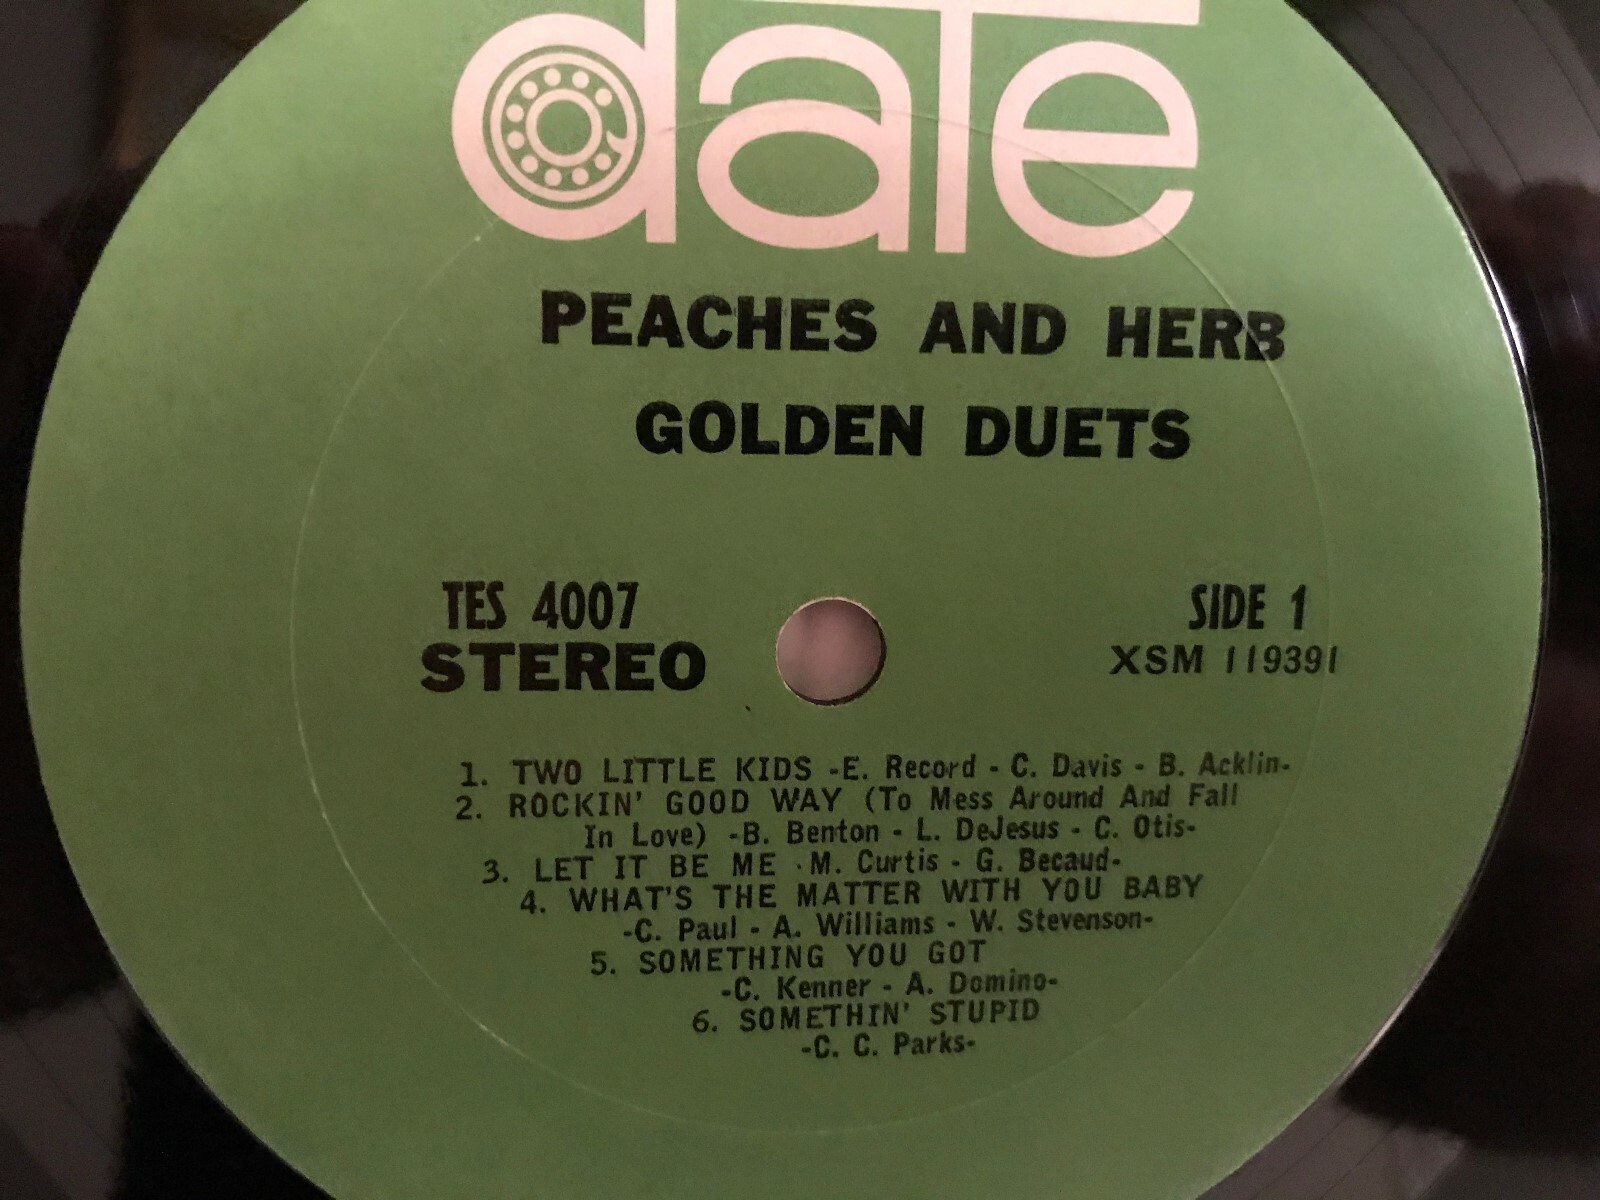 daTe
PEACHES AND HERB
GOLDEN DUETS
TES 4007
STEREO
SIDE 1
XSM 119391
1. TWO LITTLE KIDS -E. Record - C. Davis - B. Acklin-
2. ROCKIN' GOOD WAY (To Mess Around And Fall
In Love) -B. Benton - L. DeJesus - C. Otis-
3. LET IT BE ME -M. Curtis - G. Becaud-
4. WHAT'S THE MATTER WITH YOU BABY
-C. Paul - A. Williams - W. Stevenson-
5. SOMETHING YOU GOT
-C. Kenner - A. Domino-
6. SOMETHIN' STUPID
-C. C. Parks-